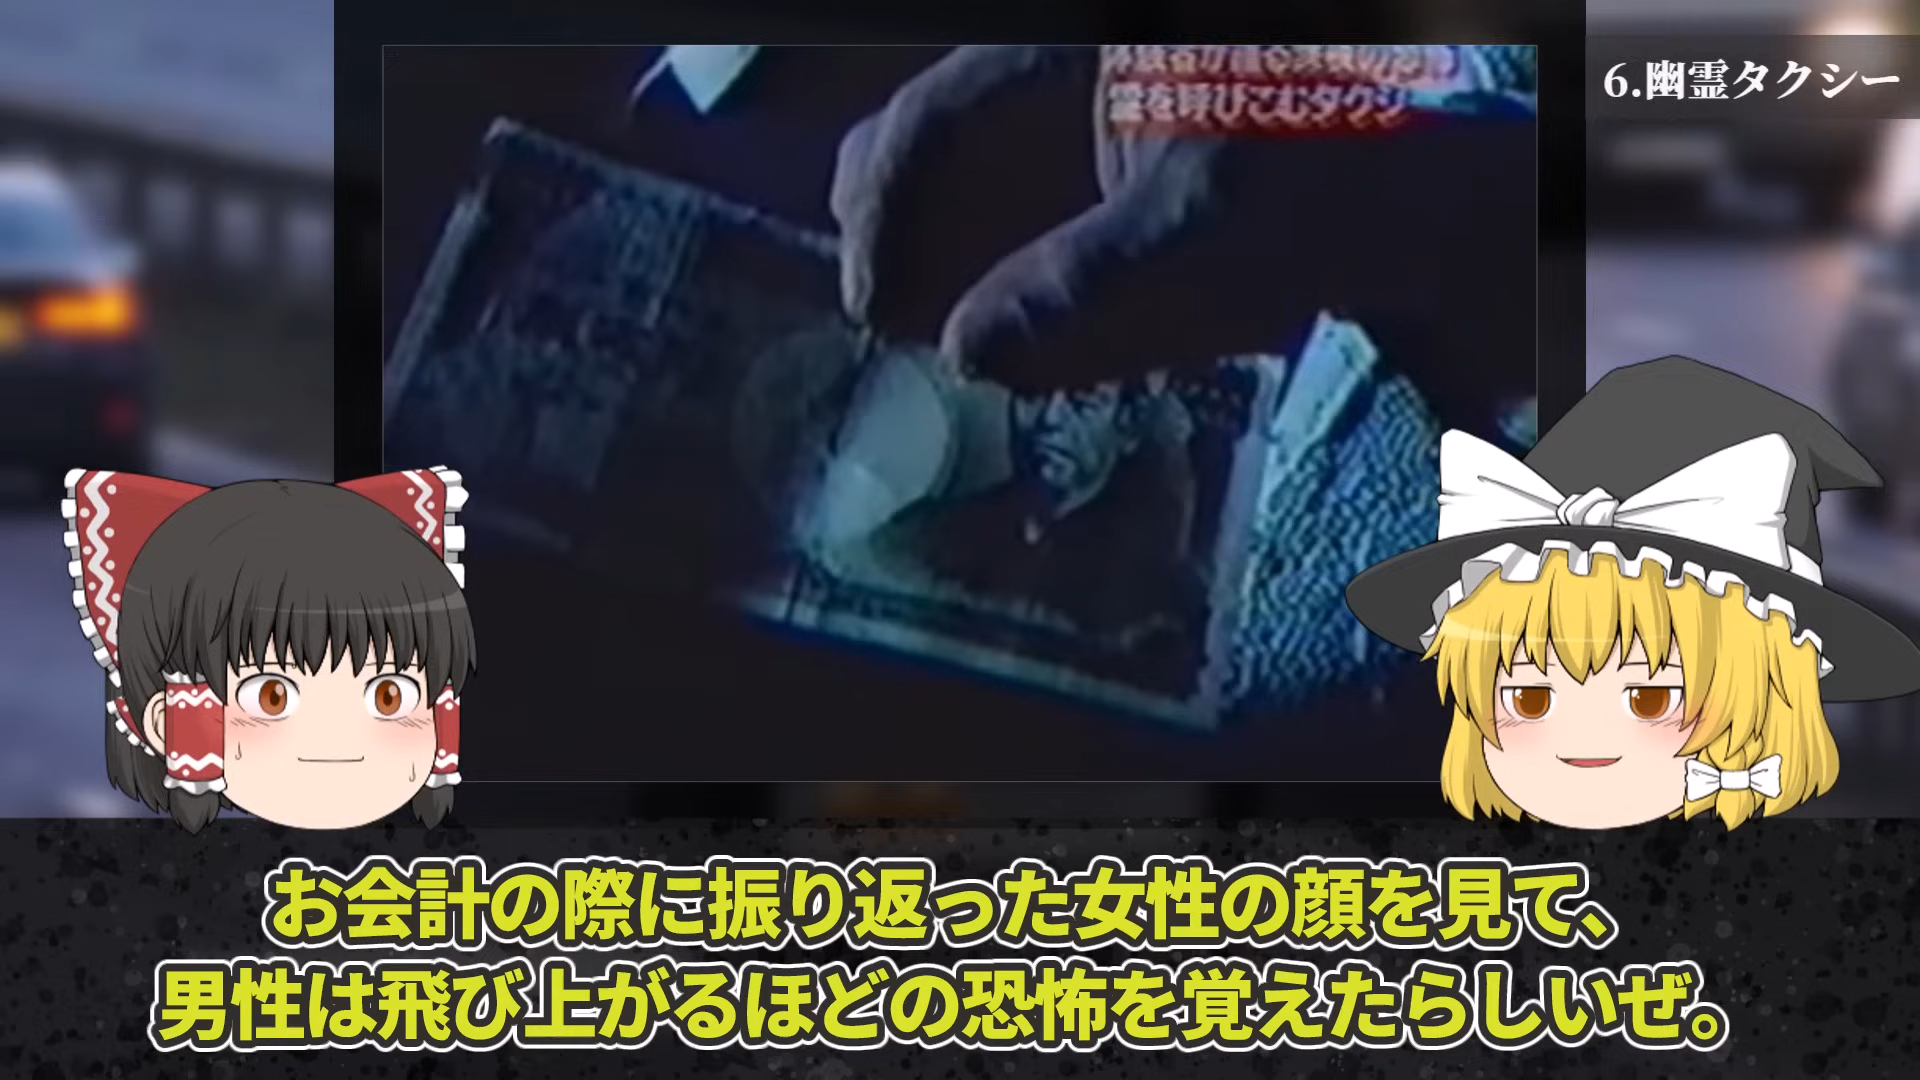 6.幽霊タクシー
霊を呼びこむタクシー
お会計の際に振り返った女性の顔を見て、
男性は飛び上がるほどの恐怖を覚えたらしいぜ。